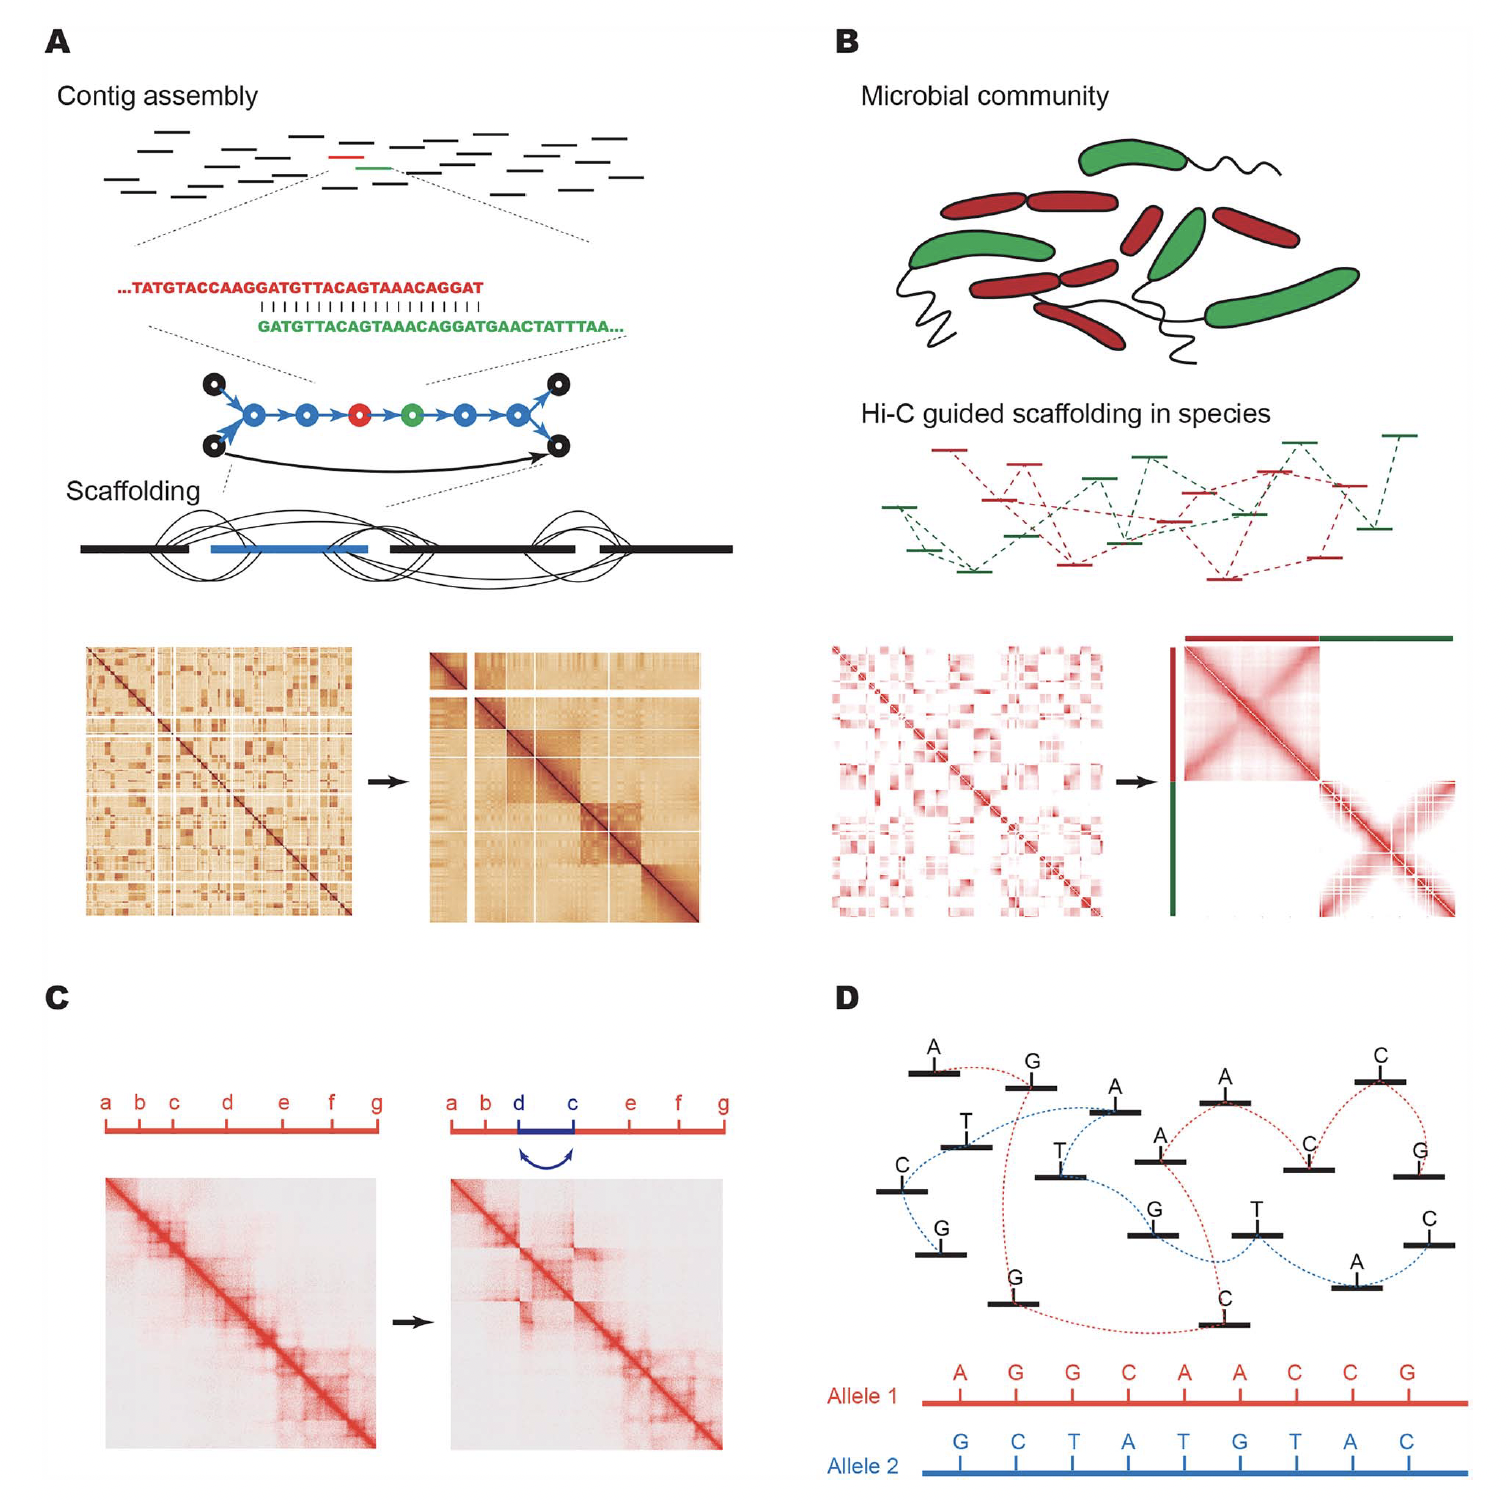 A
Contig assembly
...TATGTACCAAGGATGTTACAGTAAACAGGAT
GATGTTACAGTAAACAGGATGAACTATTTAA...
Scaffolding
B
Microbial community
Hi-C guided scaffolding in species
C
a b c d e f g
a b d c e f g
D
A
G
C
A
A
T
A
C
G
T
C
G
T
C
G
A
G
C
Allele 1 A G G C A A C C G
Allele 2 G C T A T G T A C